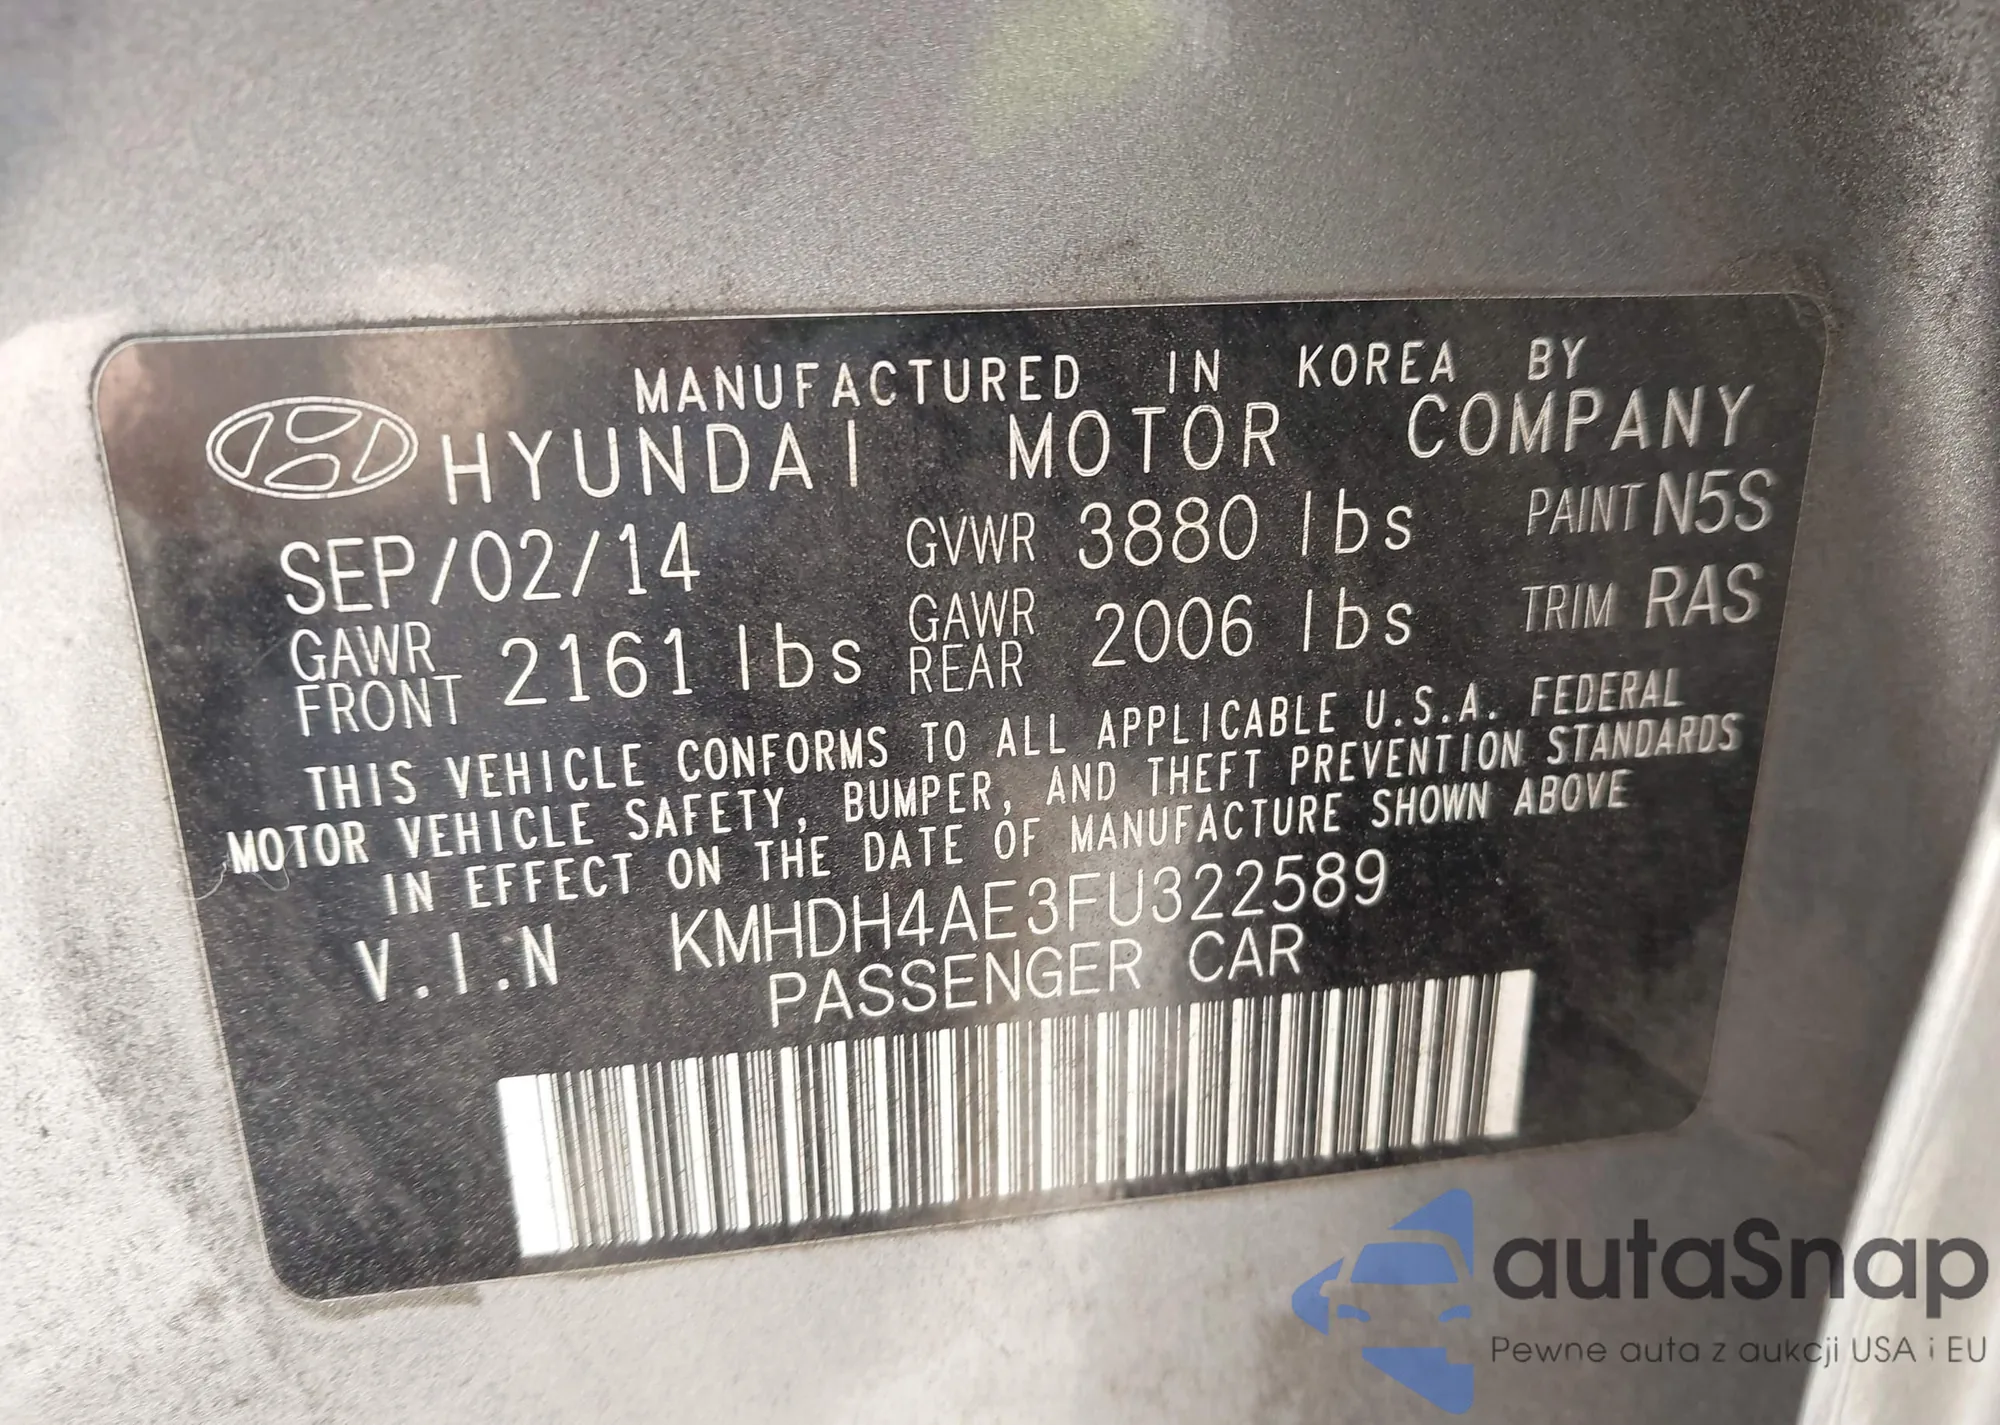 MANUFACTURED IN KOREA BY
HYUNDAI MOTOR COMPANY
SEP/02/14 GVWR 3880 lbs PAINT N5S
GAWR FRONT 2161 lbs GAWR REAR 2006 lbs TRIM RAS
THIS VEHICLE CONFORMS TO ALL APPLICABLE U.S.A. FEDERAL
MOTOR VEHICLE SAFETY, BUMPER, AND THEFT PREVENTION STANDARDS
IN EFFECT ON THE DATE OF MANUFACTURE SHOWN ABOVE
V.I.N KMHDH4AE3FU322589
PASSENGER CAR
autaSnap
Pewne auta z aukcji USA i EU